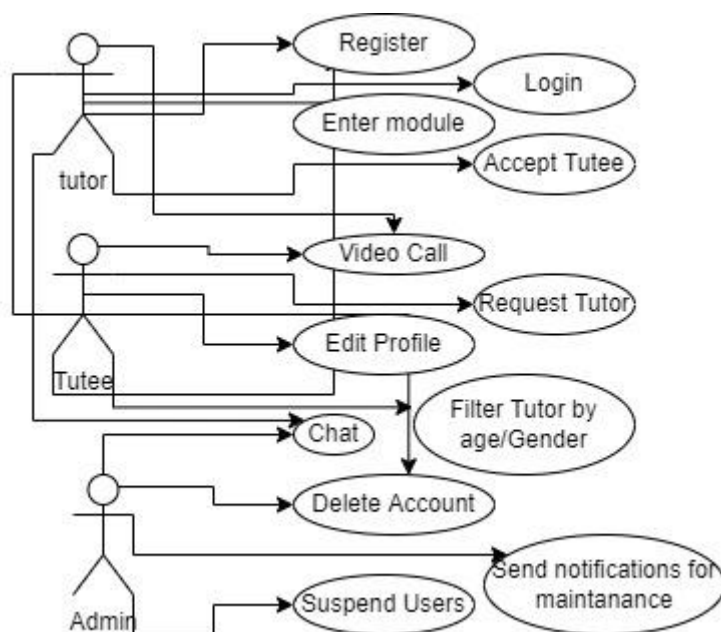 Register
Login
Enter module
Accept Tutee
tutor
Video Call
Request Tutor
Edit Profile
Tutee
Filter Tutor by
age/Gender
Chat
Delete Account
Send notifications for
maintanance
Suspend Users
Admin